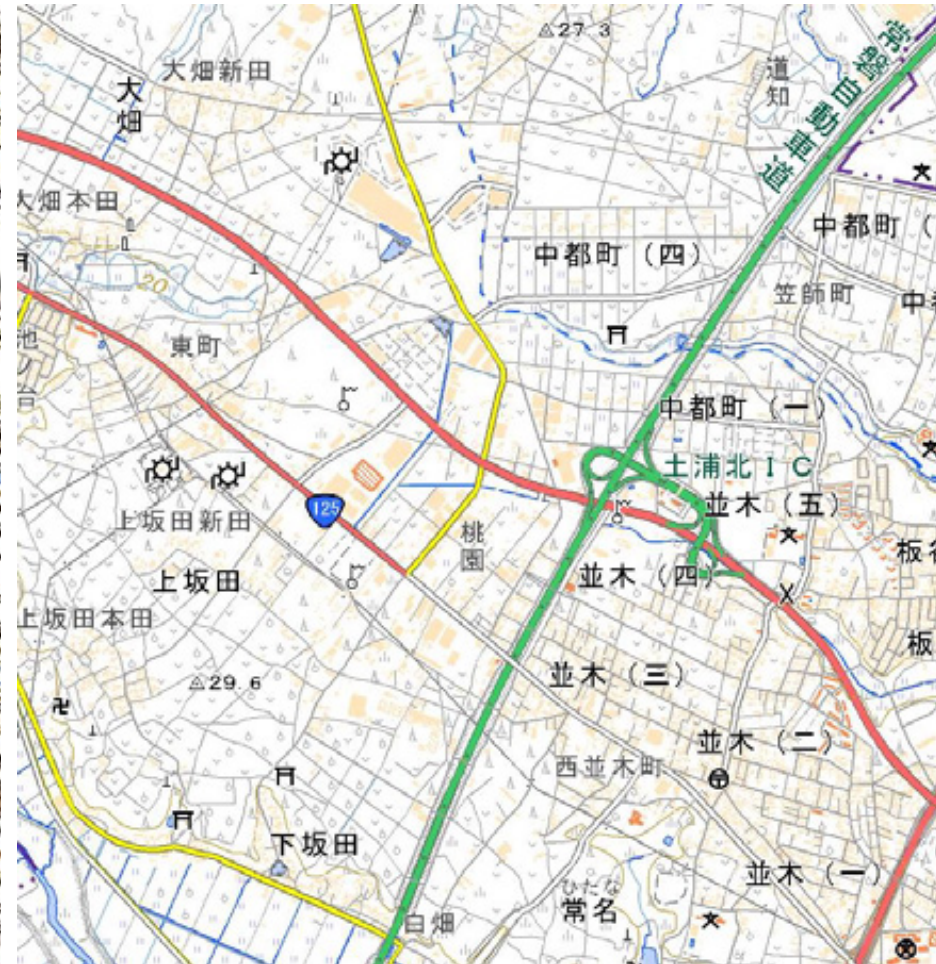 27.3
大畑新田
大畑
道知
常磐自動車道
大畑本田
中都町（四）
中都町（
笠師町
20
東町
中都町（一）
土浦北ＩＣ
並木（五）
125
上坂田新田
桃園
並木（四）
上坂田
上坂田本田
29.6
並木（三）
並木（二）
西並木町
下坂田
並木（一）
ひたな
常名
白畑